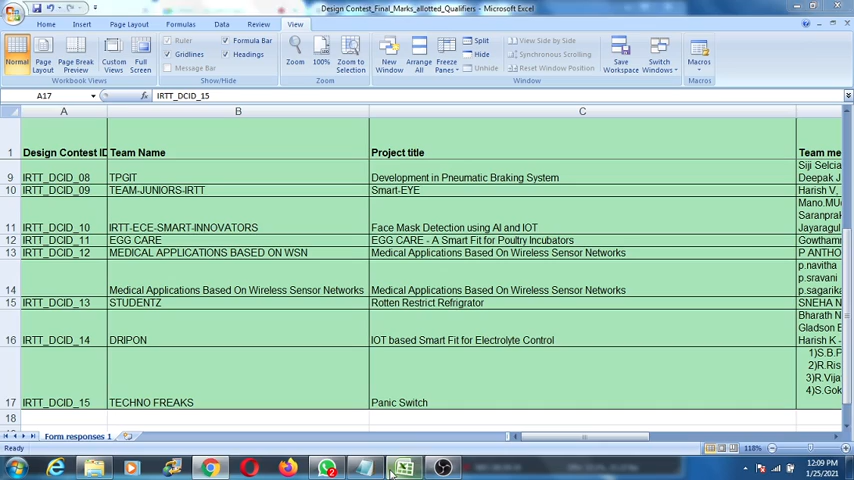 Design Contest_Final_Marks_allotted_Qualifiers - Microsoft Excel
Home Insert Page Layout Formulas Data Review View
Normal Page Layout Page Break Preview Custom Views Full Screen
Workbook Views
Ruler Formula Bar
Gridlines Headings
Message Bar
Show/Hide
Zoom 100% Zoom to Selection
Zoom
New Window Arrange All Freeze Panes
Split
Hide
Unhide
View Side by Side
Synchronous Scrolling
Reset Window Position
Window
Save Workspace Switch Windows
Macros
Macros
A17 fx IRTT_DCID_15
A B C
1 Design Contest ID Team Name Project title Team me
Siji Selcia
9 IRTT_DCID_08 TPGIT Development in Pneumatic Braking System Deepak J
10 IRTT_DCID_09 TEAM-JUNIORS-IRTT Smart-EYE Harish V,
Mano.MUd
Saranprak
11 IRTT_DCID_10 IRTT-ECE-SMART-INNOVATORS Face Mask Detection using AI and IOT Jayaragul
12 IRTT_DCID_11 EGG CARE EGG CARE - A Smart Fit for Poultry Incubators Gowtham
13 IRTT_DCID_12 MEDICAL APPLICATIONS BASED ON WSN Medical Applications Based On Wireless Sensor Networks P ANTHO
p.navitha
p.sravani
14 Medical Applications Based On Wireless Sensor Networks Medical Applications Based On Wireless Sensor Networks p.sagarika
15 IRTT_DCID_13 STUDENTZ Rotten Restrict Refrigrator SNEHA N
Bharath N
Gladson E
16 IRTT_DCID_14 DRIPON IOT based Smart Fit for Electrolyte Control Harish K -
1)S.B.P
2)R.Ris
3)R.Vija
17 IRTT_DCID_15 TECHNO FREAKS Panic Switch 4)S.Gok
18
Form responses 1
Ready 118%
2
12:09 PM
1/25/2021